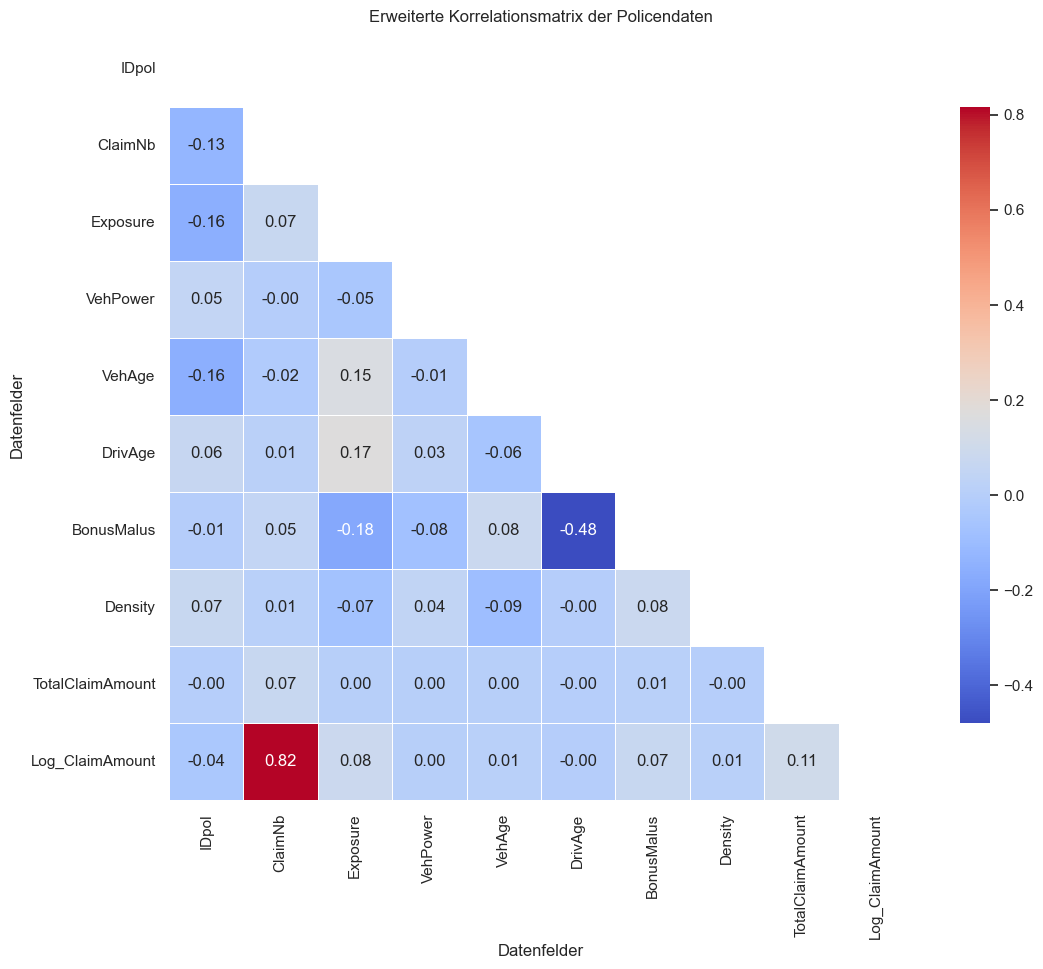 Erweiterte Korrelationsmatrix der Policendaten
IDpol
ClaimNb -0.13
Exposure -0.16 0.07
VehPower 0.05 -0.00 -0.05
VehAge -0.16 -0.02 0.15 -0.01
DrivAge 0.06 0.01 0.17 0.03 -0.06
BonusMalus -0.01 0.05 -0.18 -0.08 0.08 -0.48
Density 0.07 0.01 -0.07 0.04 -0.09 -0.00 0.08
TotalClaimAmount -0.00 0.07 0.00 0.00 0.00 -0.00 0.01 -0.00
Log_ClaimAmount -0.04 0.82 0.08 0.00 0.01 -0.00 0.07 0.01 0.11
Datenfelder
IDpol
ClaimNb
Exposure
VehPower
VehAge
DrivAge
BonusMalus
Density
TotalClaimAmount
Log_ClaimAmount
Datenfelder
0.8
0.6
0.4
0.2
0.0
−0.2
−0.4